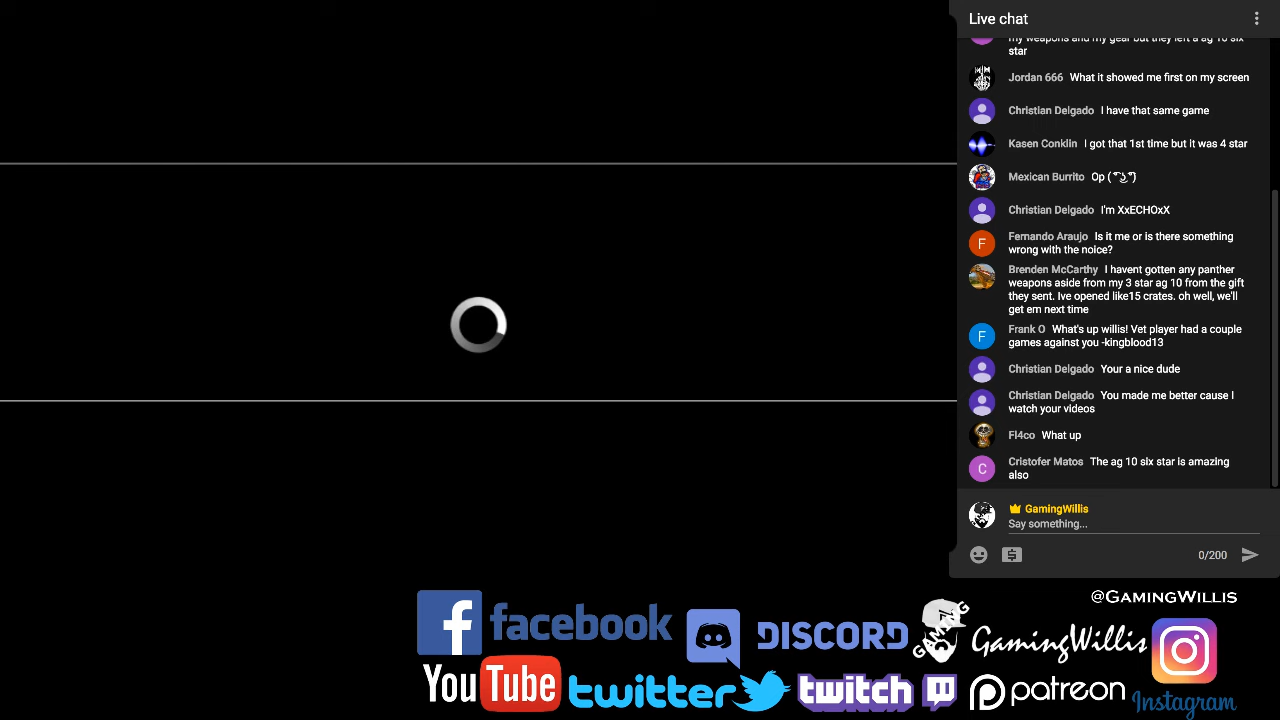 Live chat
my weapons and my gear but they left a ag 10 six
star
Jordan 666 What it showed me first on my screen
Christian Delgado I have that same game
Kasen Conklin I got that 1st time but it was 4 star
Mexican Burrito Op ( ͡° ͜ʖ ͡°)
Christian Delgado I'm XxECHOxX
F
Fernando Araujo Is it me or is there something
wrong with the noice?
Brenden McCarthy I havent gotten any panther
weapons aside from my 3 star ag 10 from the gift
they sent. Ive opened like15 crates. oh well, we'll
get em next time
F
Frank O What's up willis! Vet player had a couple
games against you -kingblood13
Christian Delgado Your a nice dude
Christian Delgado You made me better cause I
watch your videos
Fl4co What up
C
Cristofer Matos The ag 10 six star is amazing
also
GamingWillis
Say something...
0/200
@GamingWillis
f facebook DISCORD GAMING GamingWillis
YouTube twitter twitch patreon Instagram